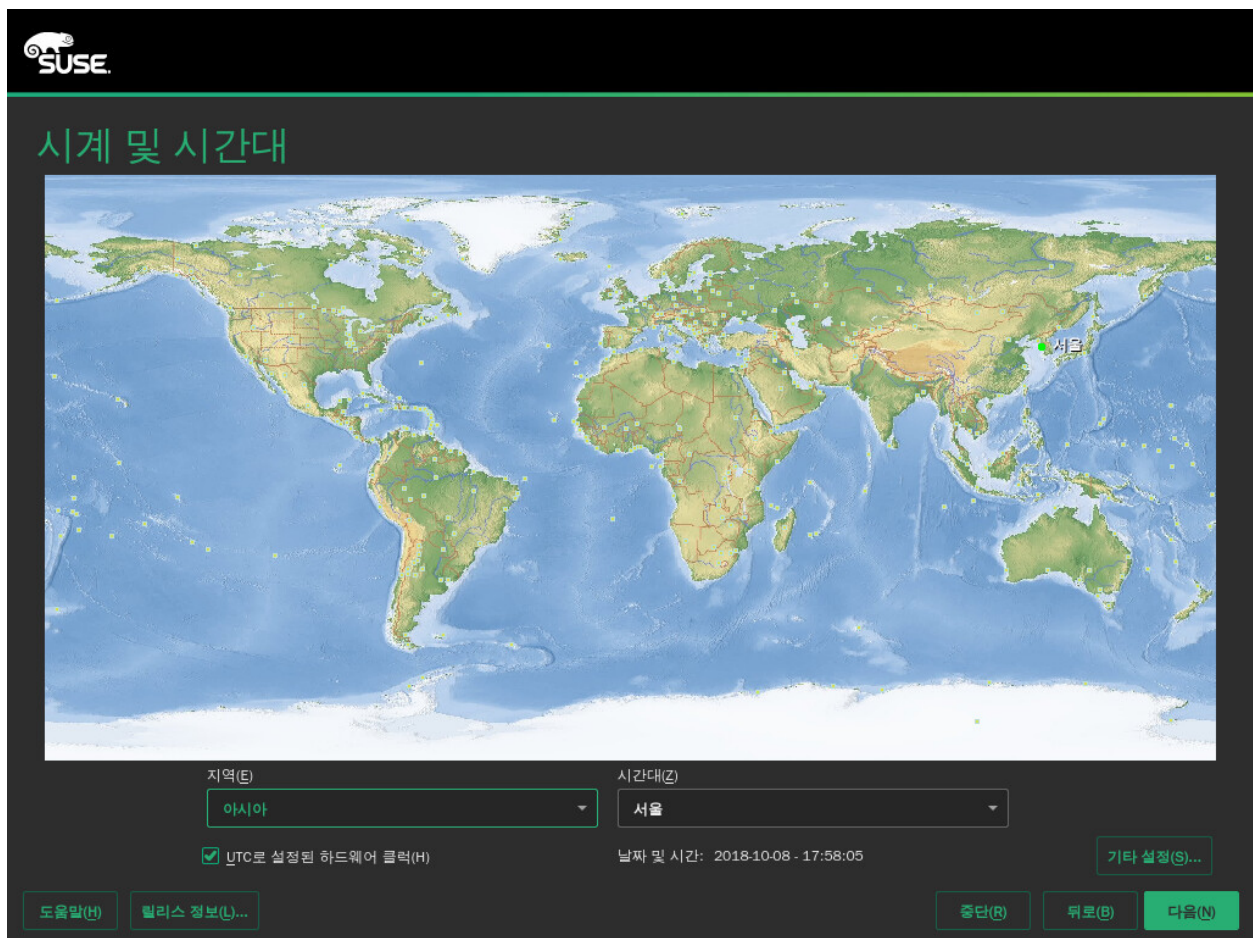 SUSE.
시계 및 시간대
서울
지역(E)
시간대(Z)
아시아
서울
UTC로 설정된 하드웨어 클럭(H)
날짜 및 시간: 2018-10-08 - 17:58:05
기타 설정(S)...
도움말(H)
릴리스 정보(L)...
중단(R)
뒤로(B)
다음(N)